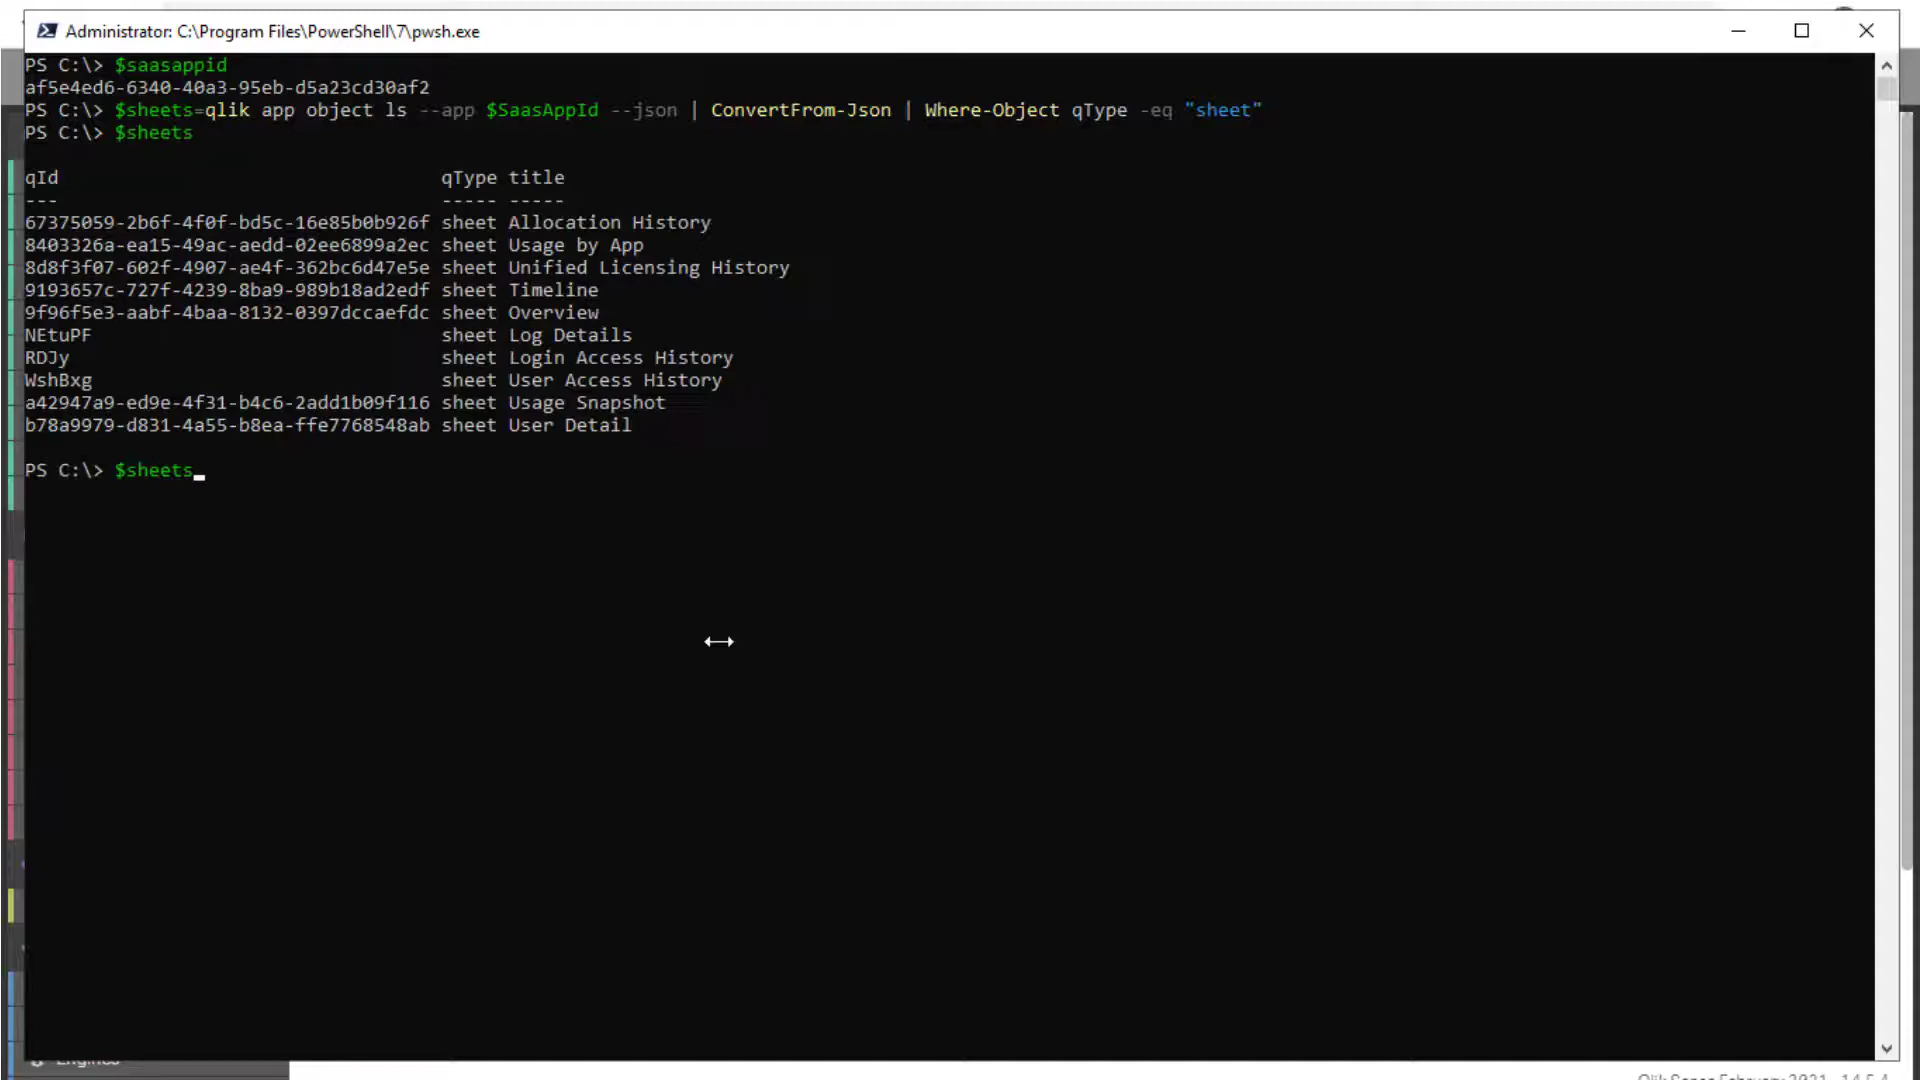 Administrator: C:\Program Files\PowerShell\7\pwsh.exe
PS C:\> $saasappid
af5e4ed6-6340-40a3-95eb-d5a23cd30af2
PS C:\> $sheets=qlik app object ls --app $SaasAppId --json | ConvertFrom-Json | Where-Object qType -eq "sheet"
PS C:\> $sheets
qId qType title
--- ----- -----
67375059-2b6f-4f0f-bd5c-16e85b0b926f sheet Allocation History
8403326a-ea15-49ac-aedd-02ee6899a2ec sheet Usage by App
8d8f3f07-602f-4907-ae4f-362bc6d47e5e sheet Unified Licensing History
9193657c-727f-4239-8ba9-989b18ad2edf sheet Timeline
9f96f5e3-aabf-4baa-8132-0397dccaefdc sheet Overview
NEtuPF sheet Log Details
RDJy sheet Login Access History
WshBxg sheet User Access History
a42947a9-ed9e-4f31-b4c6-2add1b09f116 sheet Usage Snapshot
b78a9979-d831-4a55-b8ea-ffe7768548ab sheet User Detail
PS C:\> $sheets
Engines